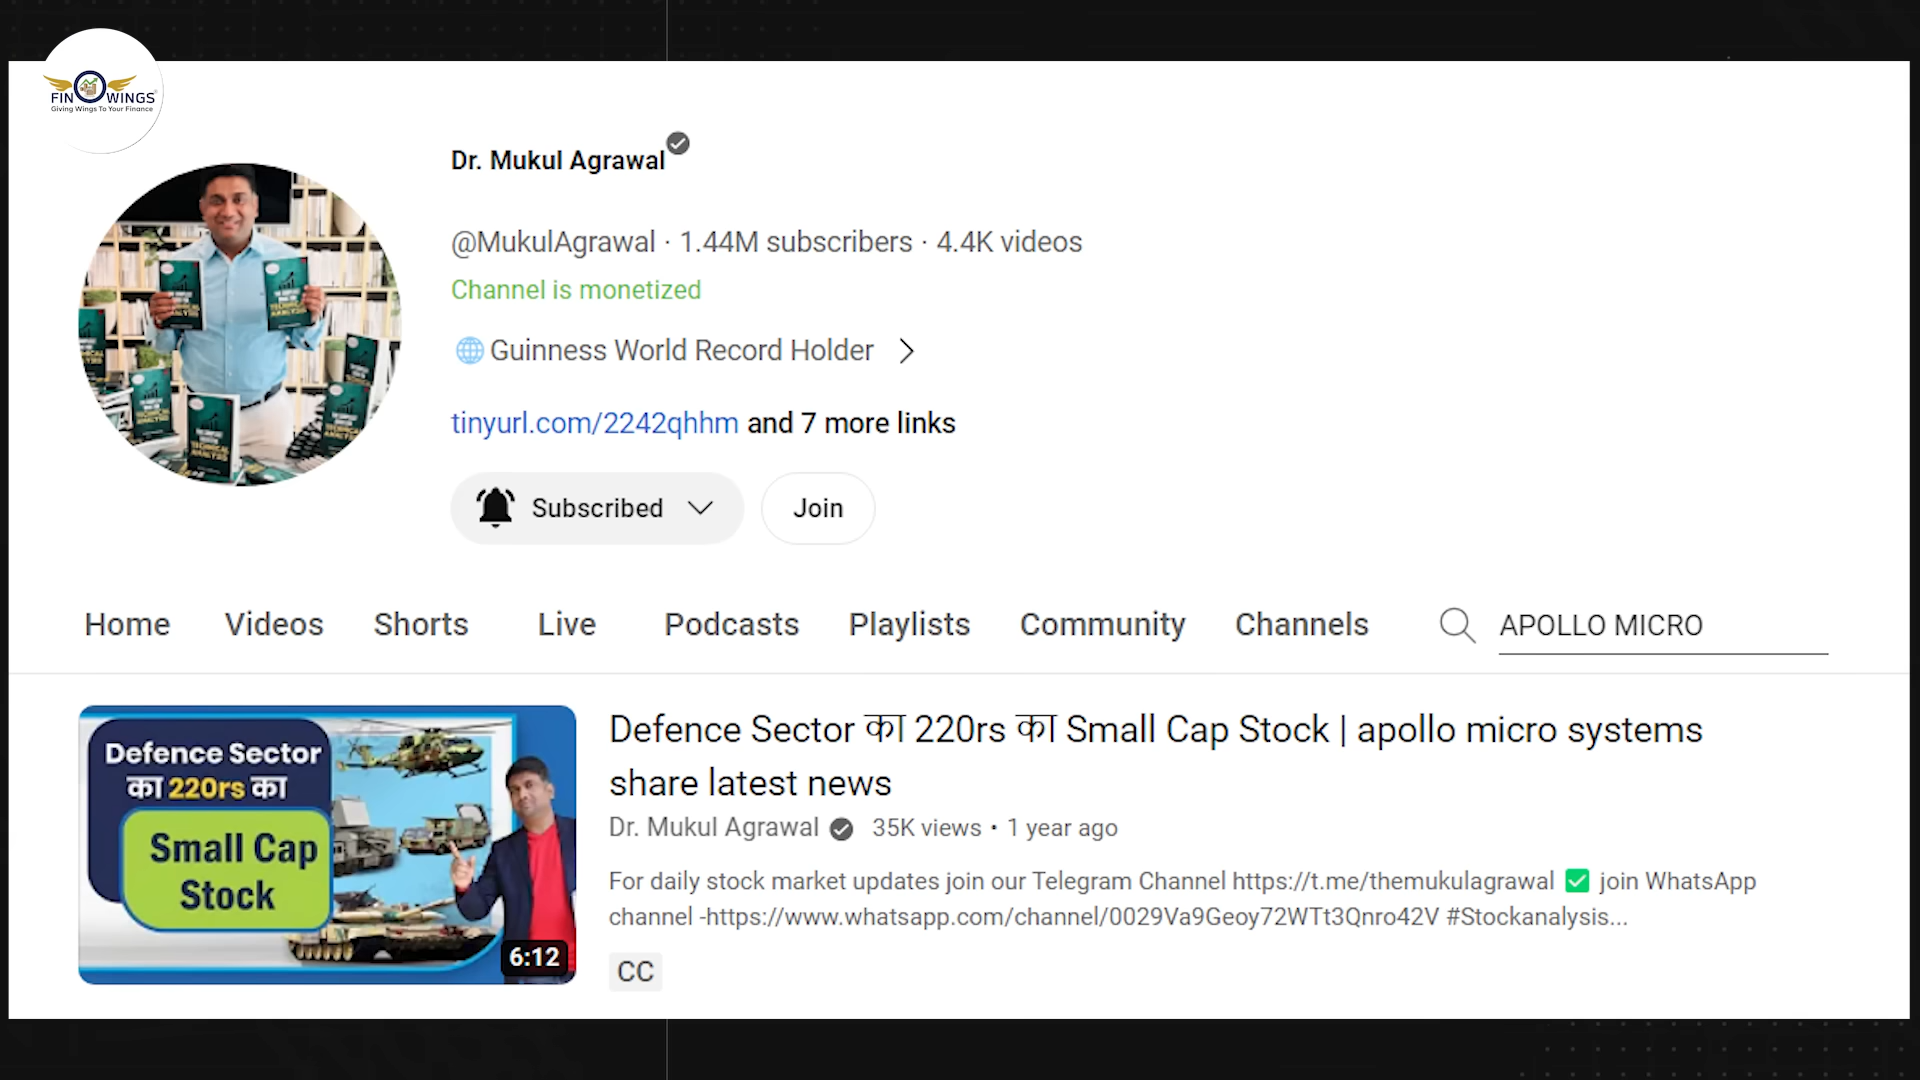 FINOWINGS
Giving Wings To Your Finance
Dr. Mukul Agrawal
@MukulAgrawal · 1.44M subscribers · 4.4K videos
Channel is monetized
Guinness World Record Holder
tinyurl.com/2242qhhm and 7 more links
Subscribed
Join
Home Videos Shorts Live Podcasts Playlists Community Channels APOLLO MICRO
Defence Sector
का 220rs का
Small Cap
Stock
6:12
Defence Sector का 220rs का Small Cap Stock | apollo micro systems
share latest news
Dr. Mukul Agrawal 35K views • 1 year ago
For daily stock market updates join our Telegram Channel https://t.me/themukulagrawal ✅ join WhatsApp
channel -https://www.whatsapp.com/channel/0029Va9Geoy72WTt3Qnro42V #Stockanalysis...
CC